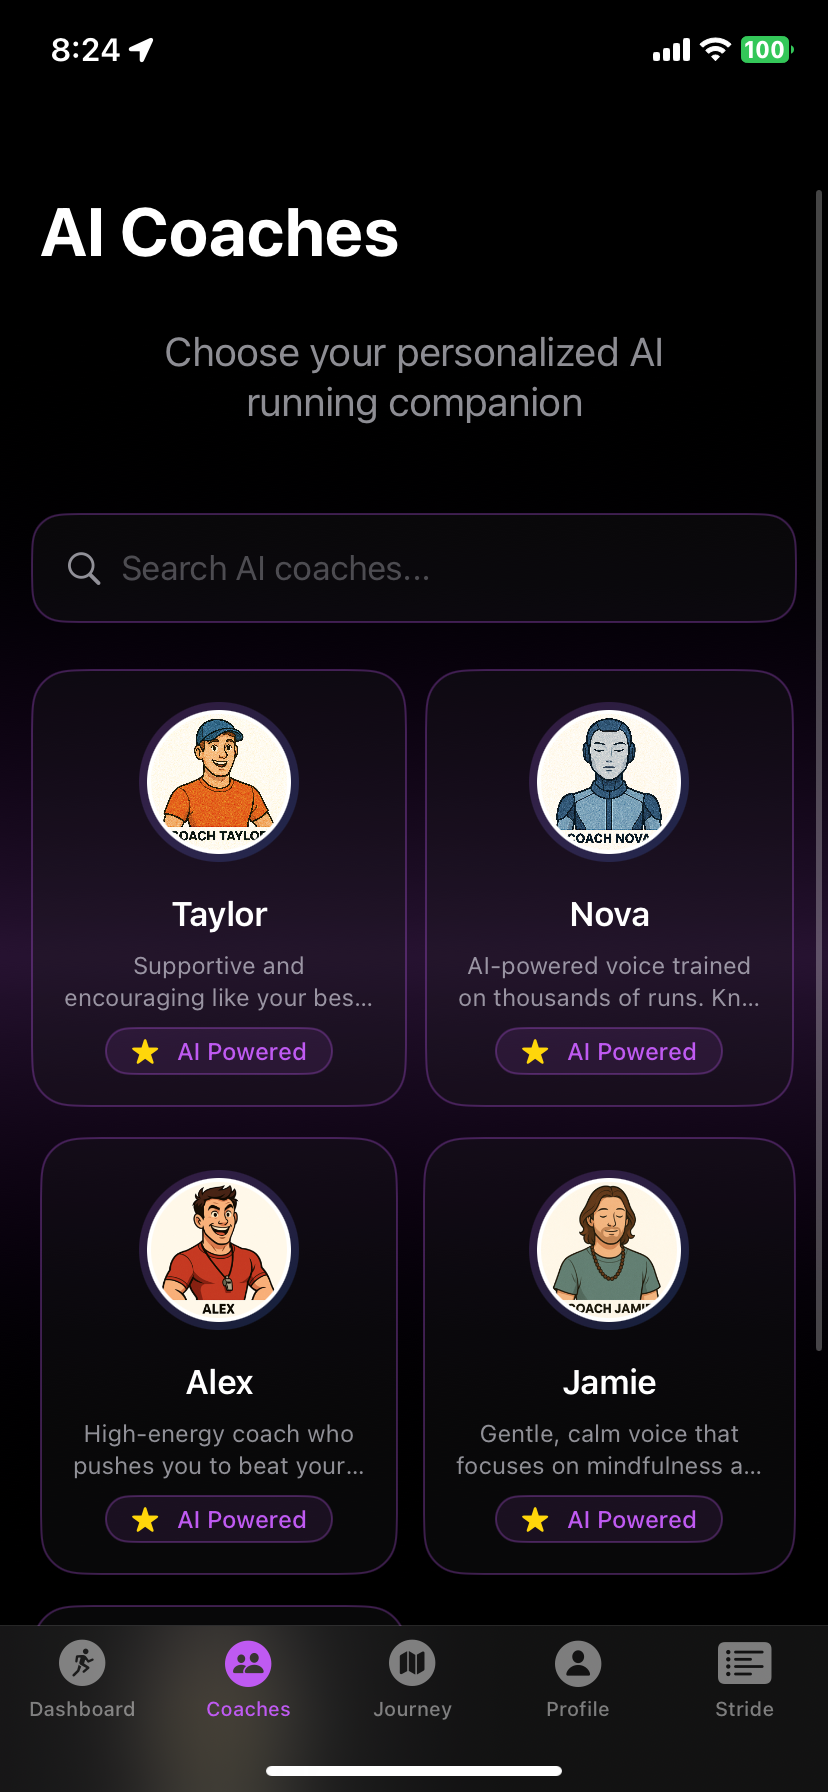 8:24
100
AI Coaches
Choose your personalized AI
running companion
Search AI coaches...
COACH TAYLOR
Taylor
Supportive and
encouraging like your bes...
AI Powered
COACH NOVA
Nova
AI-powered voice trained
on thousands of runs. Kn...
AI Powered
ALEX
Alex
High-energy coach who
pushes you to beat your...
AI Powered
COACH JAMIE
Jamie
Gentle, calm voice that
focuses on mindfulness a...
AI Powered
Dashboard
Coaches
Journey
Profile
Stride